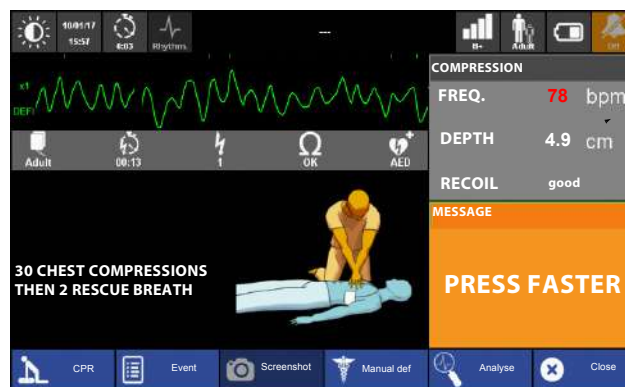 10/01/17
15:57
6:03
Rhythm
---
B+
Adult
Off
x1
DEFI
COMPRESSION
FREQ. 78 bpm
DEPTH 4.9 cm
RECOIL good
Adult
00:13
1
Ω
OK
AED
MESSAGE
PRESS FASTER
30 CHEST COMPRESSIONS
THEN 2 RESCUE BREATH
CPR
Event
Screenshot
Manual def
Analyse
Close